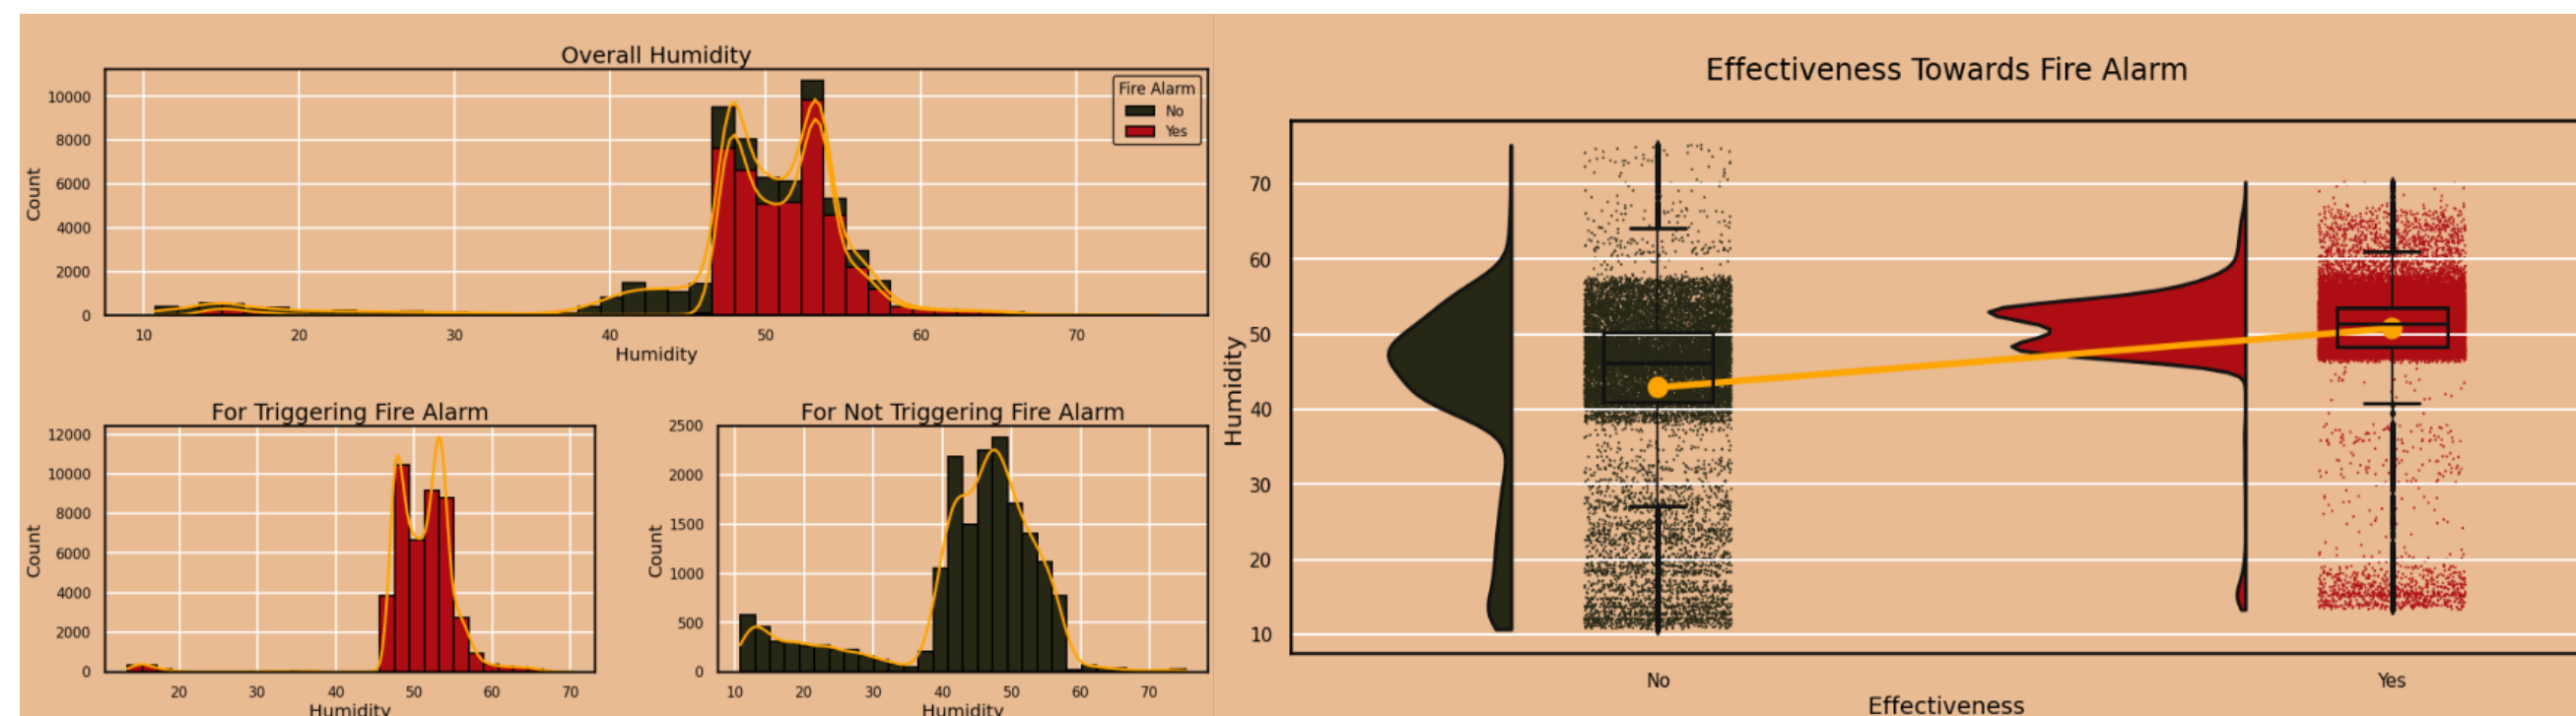 Overall Humidity
Count
10000
8000
6000
4000
2000
0
10 20 30 40 50 60 70
Humidity
Fire Alarm
No
Yes
For Triggering Fire Alarm
Count
12000
10000
8000
6000
4000
2000
0
20 30 40 50 60 70
Humidity
For Not Triggering Fire Alarm
Count
2500
2000
1500
1000
500
0
10 20 30 40 50 60 70
Humidity
Effectiveness Towards Fire Alarm
Humidity
70
60
50
40
30
20
10
No Yes
Effectiveness